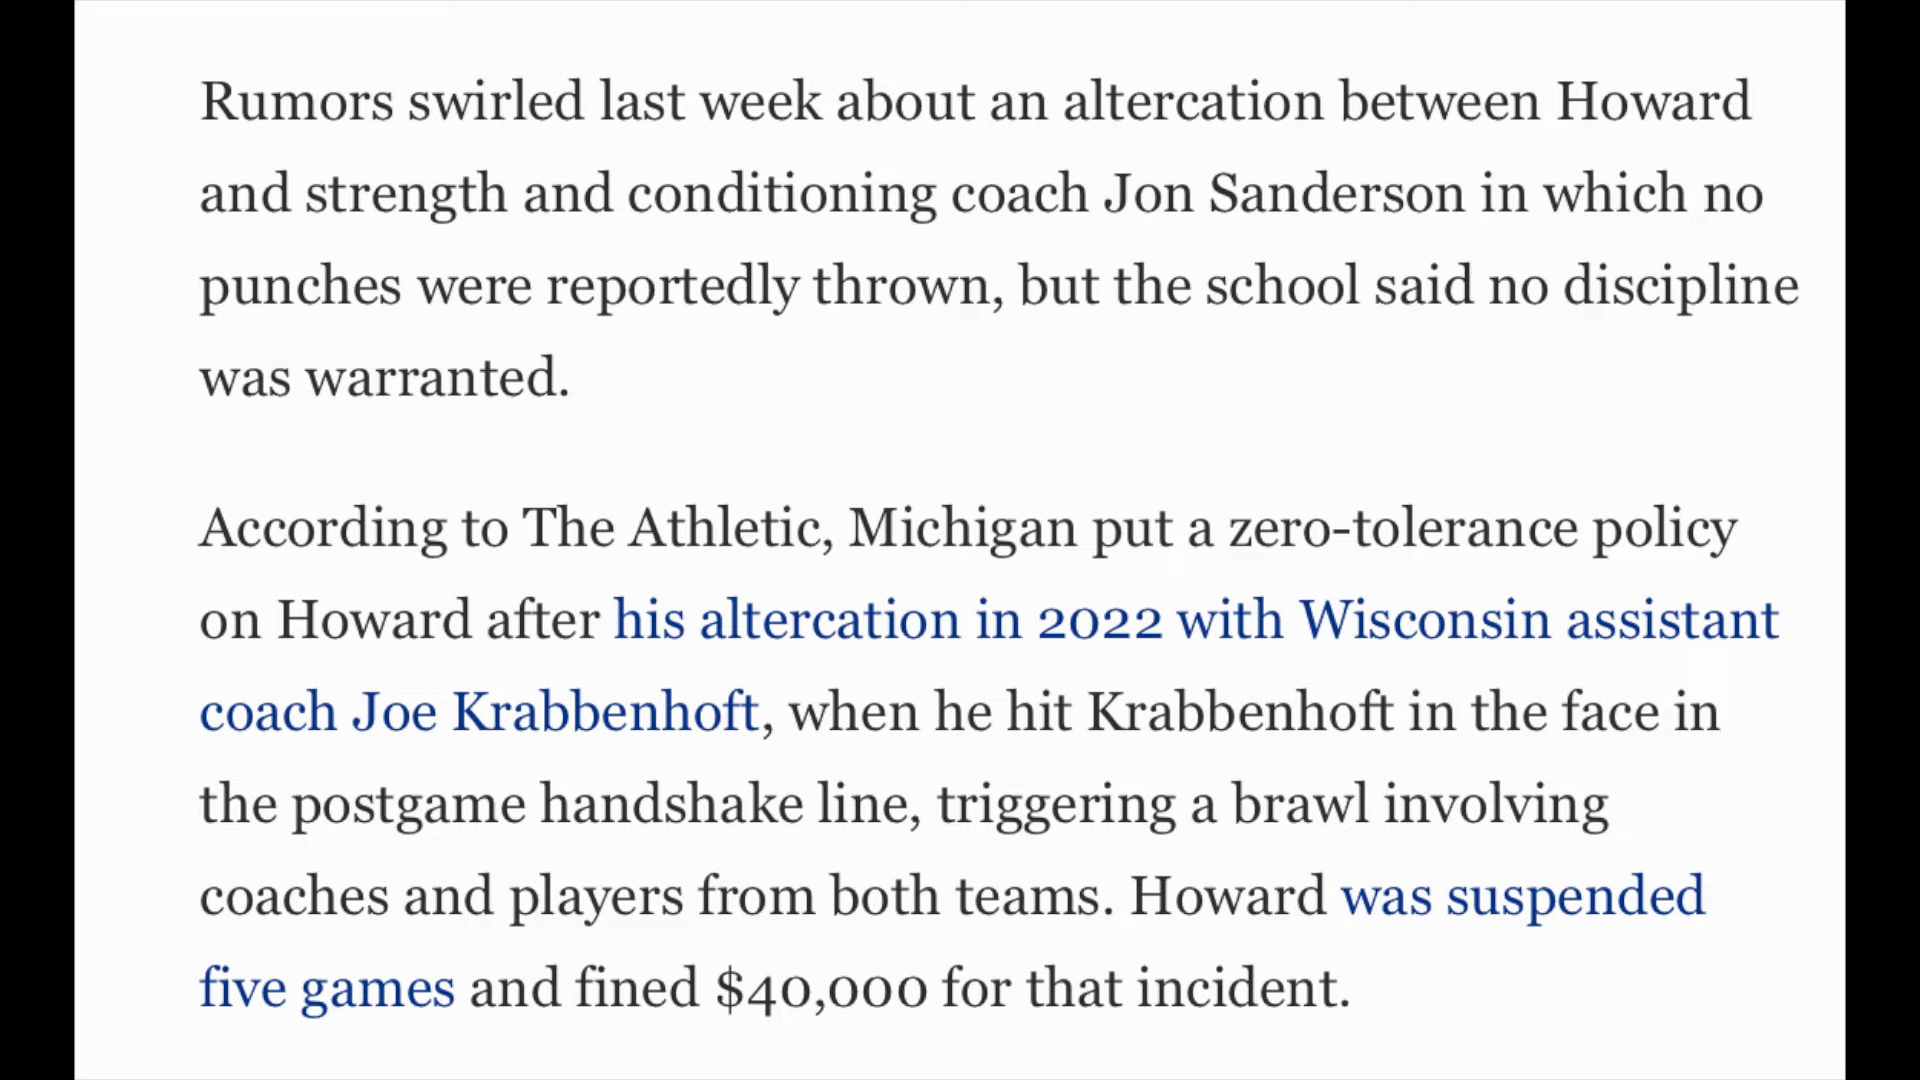 Rumors swirled last week about an altercation between Howard
and strength and conditioning coach Jon Sanderson in which no
punches were reportedly thrown, but the school said no discipline
was warranted.
According to The Athletic, Michigan put a zero-tolerance policy
on Howard after his altercation in 2022 with Wisconsin assistant
coach Joe Krabbenhoft, when he hit Krabbenhoft in the face in
the postgame handshake line, triggering a brawl involving
coaches and players from both teams. Howard was suspended
five games and fined $40,000 for that incident.